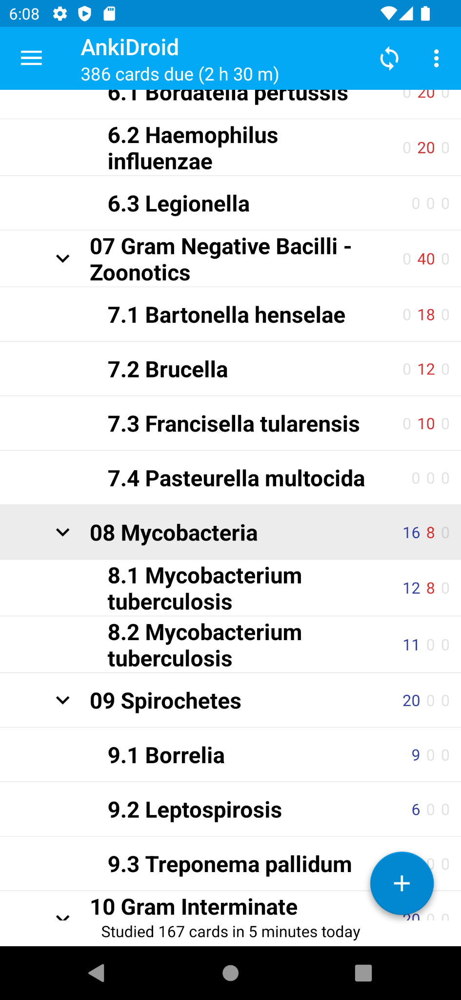 6:08
AnkiDroid
386 cards due (2 h 30 m)
6.1 Bordatella pertussis 0 20 0
6.2 Haemophilus
influenzae 0 20 0
6.3 Legionella 0 0 0
07 Gram Negative Bacilli -
Zoonotics 0 40 0
7.1 Bartonella henselae 0 18 0
7.2 Brucella 0 12 0
7.3 Francisella tularensis 0 10 0
7.4 Pasteurella multocida 0 0 0
08 Mycobacteria 16 8 0
8.1 Mycobacterium
tuberculosis 12 8 0
8.2 Mycobacterium
tuberculosis 11 0 0
09 Spirochetes 20 0 0
9.1 Borrelia 9 0 0
9.2 Leptospirosis 6 0 0
9.3 Treponema pallidum 0 0
10 Gram Interminate 20 0 0
Studied 167 cards in 5 minutes today